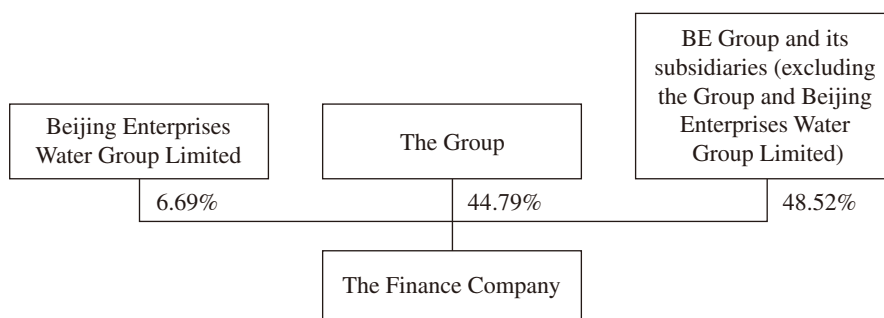 Beijing Enterprises
Water Group Limited
The Group
BE Group and its
subsidiaries (excluding
the Group and Beijing
Enterprises Water
Group Limited)
6.69%
44.79%
48.52%
The Finance Company